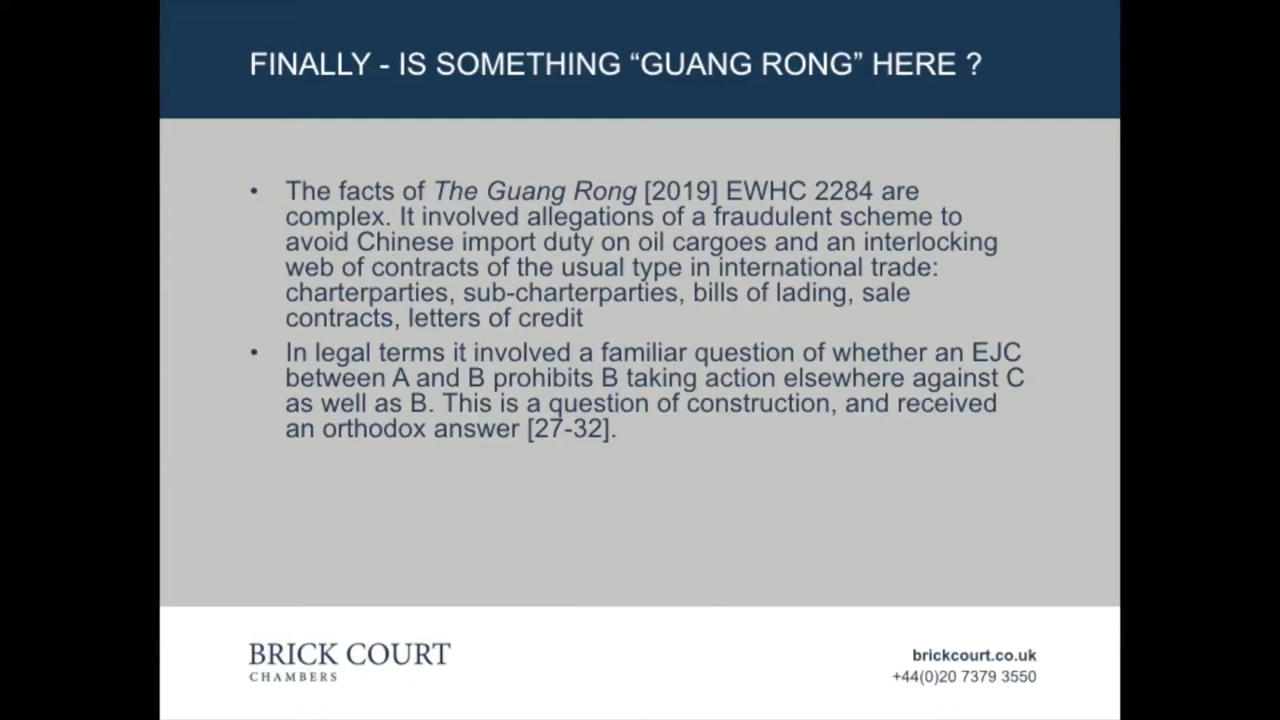 FINALLY - IS SOMETHING “GUANG RONG” HERE ?
• The facts of The Guang Rong [2019] EWHC 2284 are
complex. It involved allegations of a fraudulent scheme to
avoid Chinese import duty on oil cargoes and an interlocking
web of contracts of the usual type in international trade:
charterparties, sub-charterparties, bills of lading, sale
contracts, letters of credit
• In legal terms it involved a familiar question of whether an EJC
between A and B prohibits B taking action elsewhere against C
as well as B. This is a question of construction, and received
an orthodox answer [27-32].
BRICK COURT
CHAMBERS
brickcourt.co.uk
+44(0)20 7379 3550